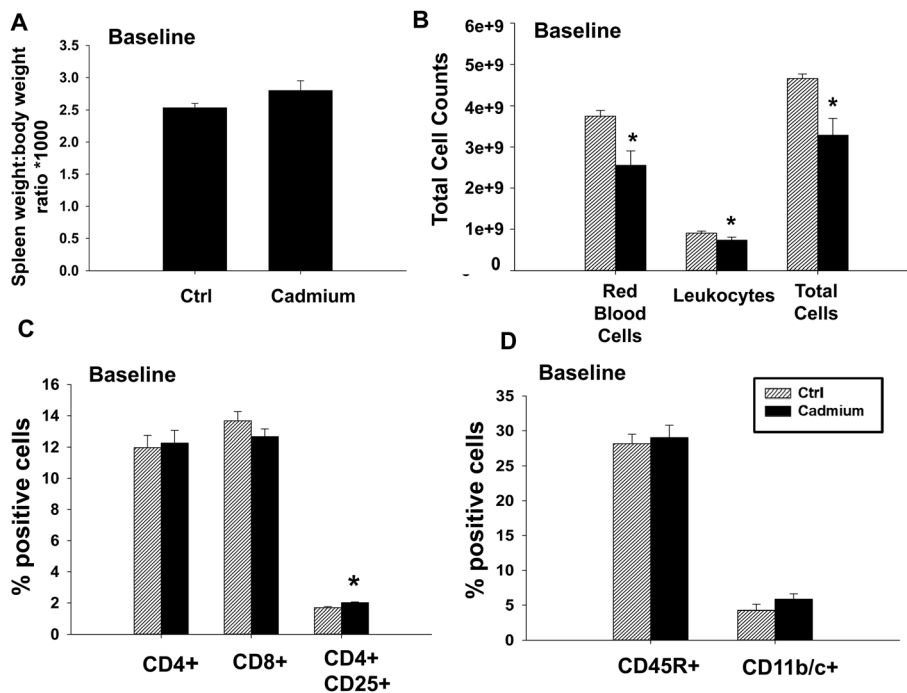 A
Baseline
Spleen weight:body weight
ratio *1000
3.5
3.0
2.5
2.0
1.5
1.0
0.5
0.0
Ctrl
Cadmium
B
Baseline
Total Cell Counts
6e+9
5e+9
4e+9
3e+9
2e+9
1e+9
0
*
*
*
Red
Blood
Cells
Leukocytes
Total
Cells
C
Baseline
% positive cells
16
14
12
10
8
6
4
2
0
*
CD4+
CD8+
CD4+
CD25+
D
Baseline
% positive cells
35
30
25
20
15
10
5
0
Ctrl
Cadmium
CD45R+
CD11b/c+